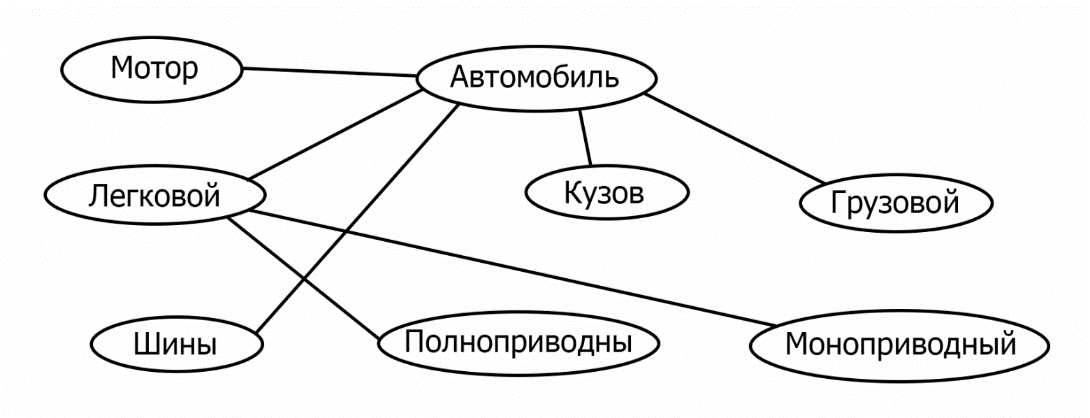 Мотор
Автомобиль
Легковой
Кузов
Грузовой
Шины
Полноприводны
Моноприводный